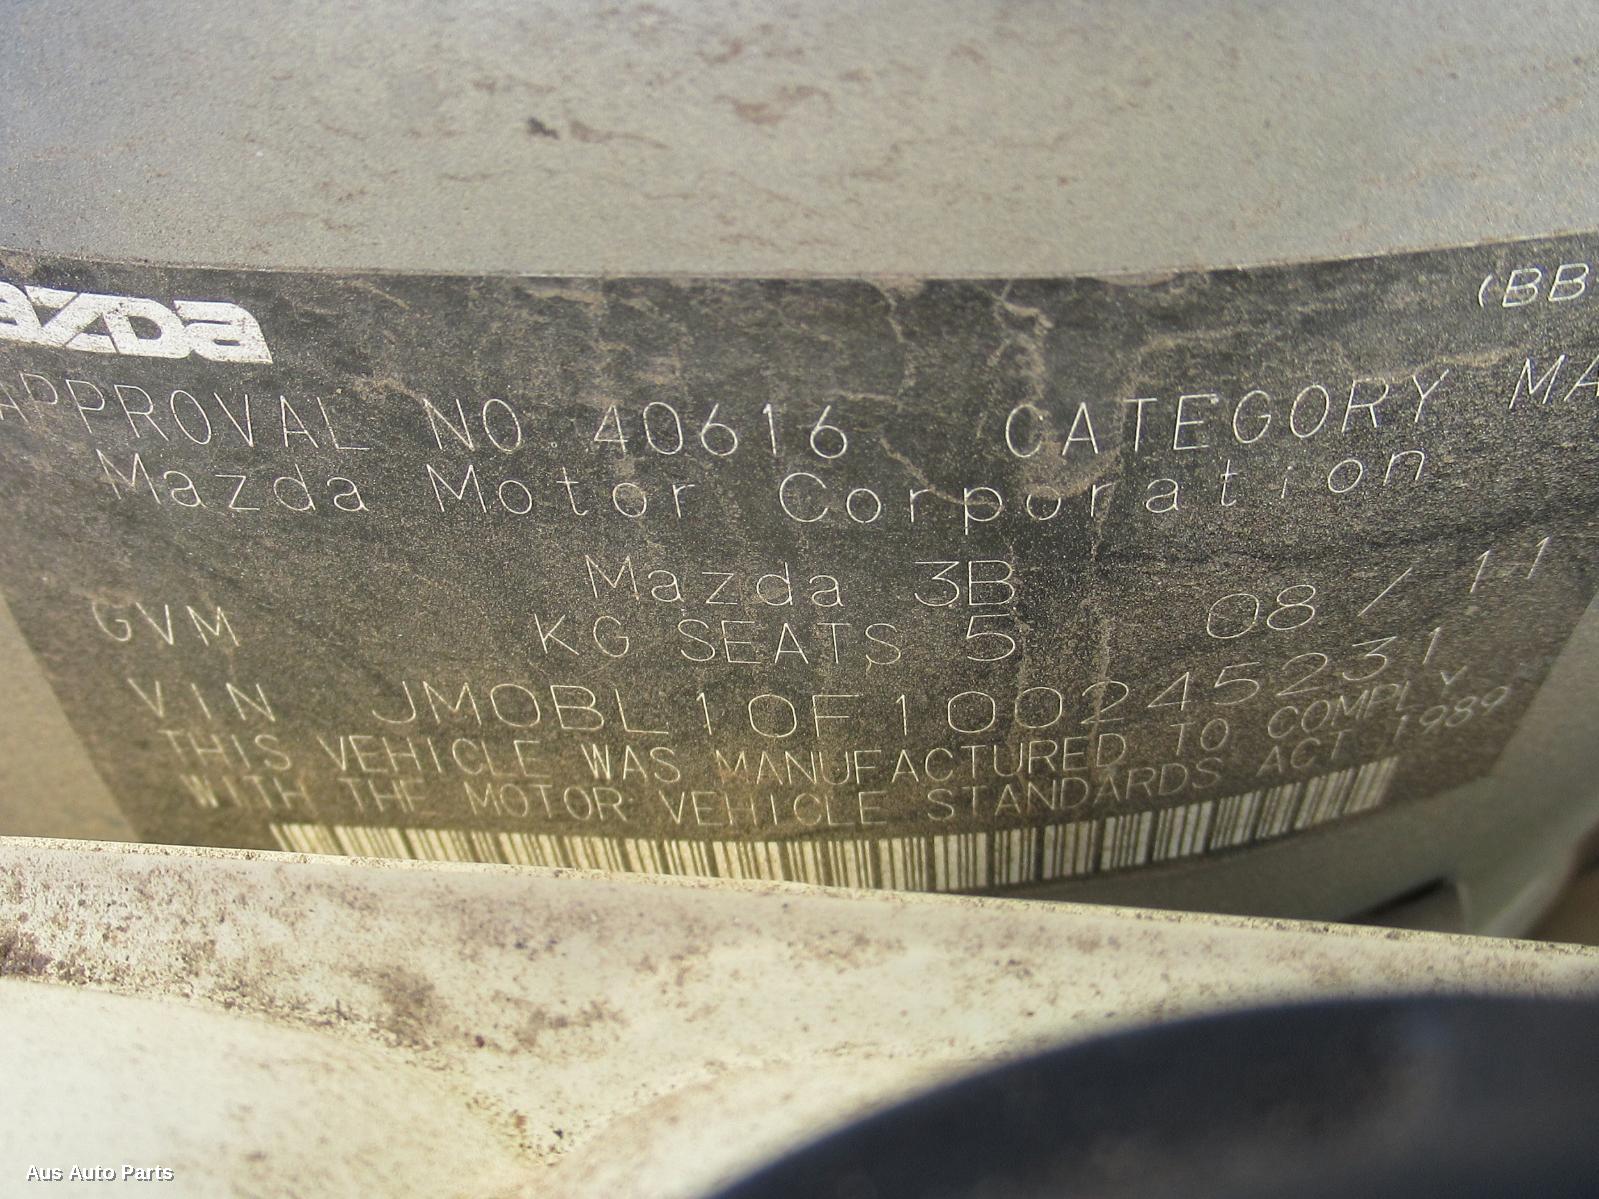 mazda (BB
APPROVAL NO 40616 CATEGORY MA
Mazda Motor Corporation
Mazda 3B 08/11
GVM KG SEATS 5
VIN JM0BL10F100245231
THIS VEHICLE WAS MANUFACTURED TO COMPLY
WITH THE MOTOR VEHICLE STANDARDS ACT 1989
Aus Auto Parts